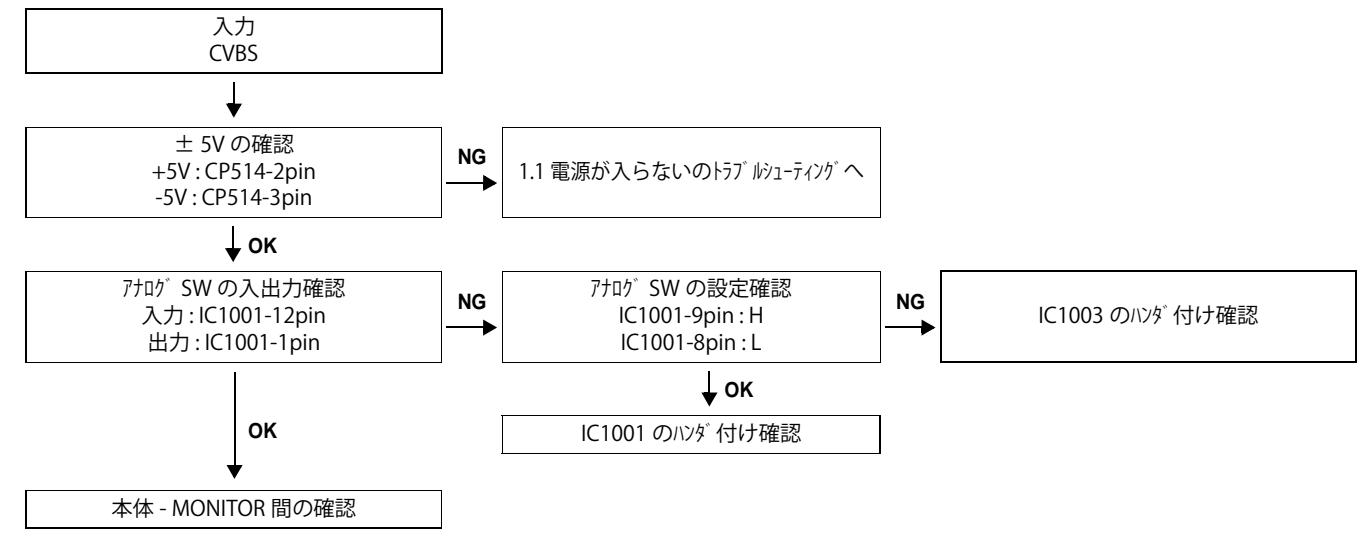 入力
CVBS
± 5V の確認
+5V : CP514-2pin
-5V : CP514-3pin
NG
1.1 電源が入らないのﾄﾗﾌﾞﾙｼｭｰﾃｨﾝｸﾞへ
OK
ｱﾅﾛｸﾞ SW の入出力確認
入力 : IC1001-12pin
出力 : IC1001-1pin
NG
ｱﾅﾛｸﾞ SW の設定確認
IC1001-9pin : H
IC1001-8pin : L
NG
IC1003 のﾊﾝﾀﾞ付け確認
OK
IC1001 のﾊﾝﾀﾞ付け確認
OK
本体 - MONITOR 間の確認